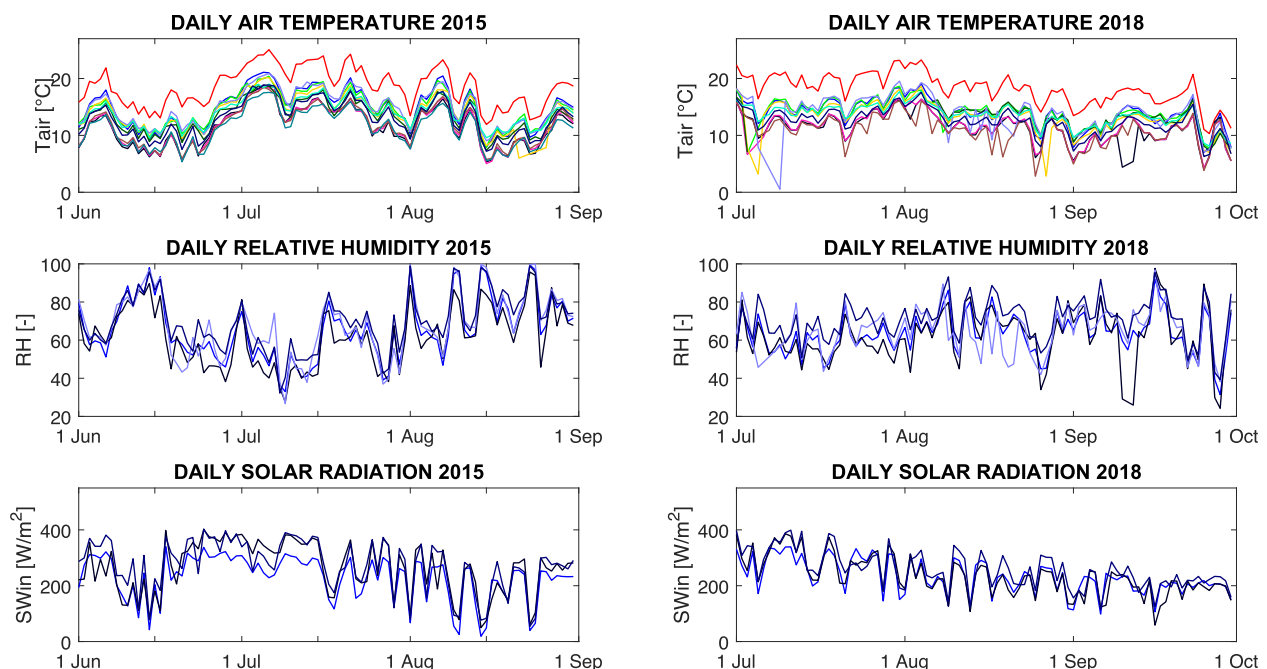 DAILY AIR TEMPERATURE 2015
Tair [°C]
20
10
0
1 Jun
1 Jul
1 Aug
1 Sep
DAILY AIR TEMPERATURE 2018
Tair [°C]
20
10
0
1 Jul
1 Aug
1 Sep
1 Oct
DAILY RELATIVE HUMIDITY 2015
RH [-]
100
80
60
40
20
1 Jun
1 Jul
1 Aug
1 Sep
DAILY RELATIVE HUMIDITY 2018
RH [-]
100
80
60
40
20
1 Jul
1 Aug
1 Sep
1 Oct
DAILY SOLAR RADIATION 2015
SWin [W/m²]
400
200
0
1 Jun
1 Jul
1 Aug
1 Sep
DAILY SOLAR RADIATION 2018
SWin [W/m²]
400
200
0
1 Jul
1 Aug
1 Sep
1 Oct